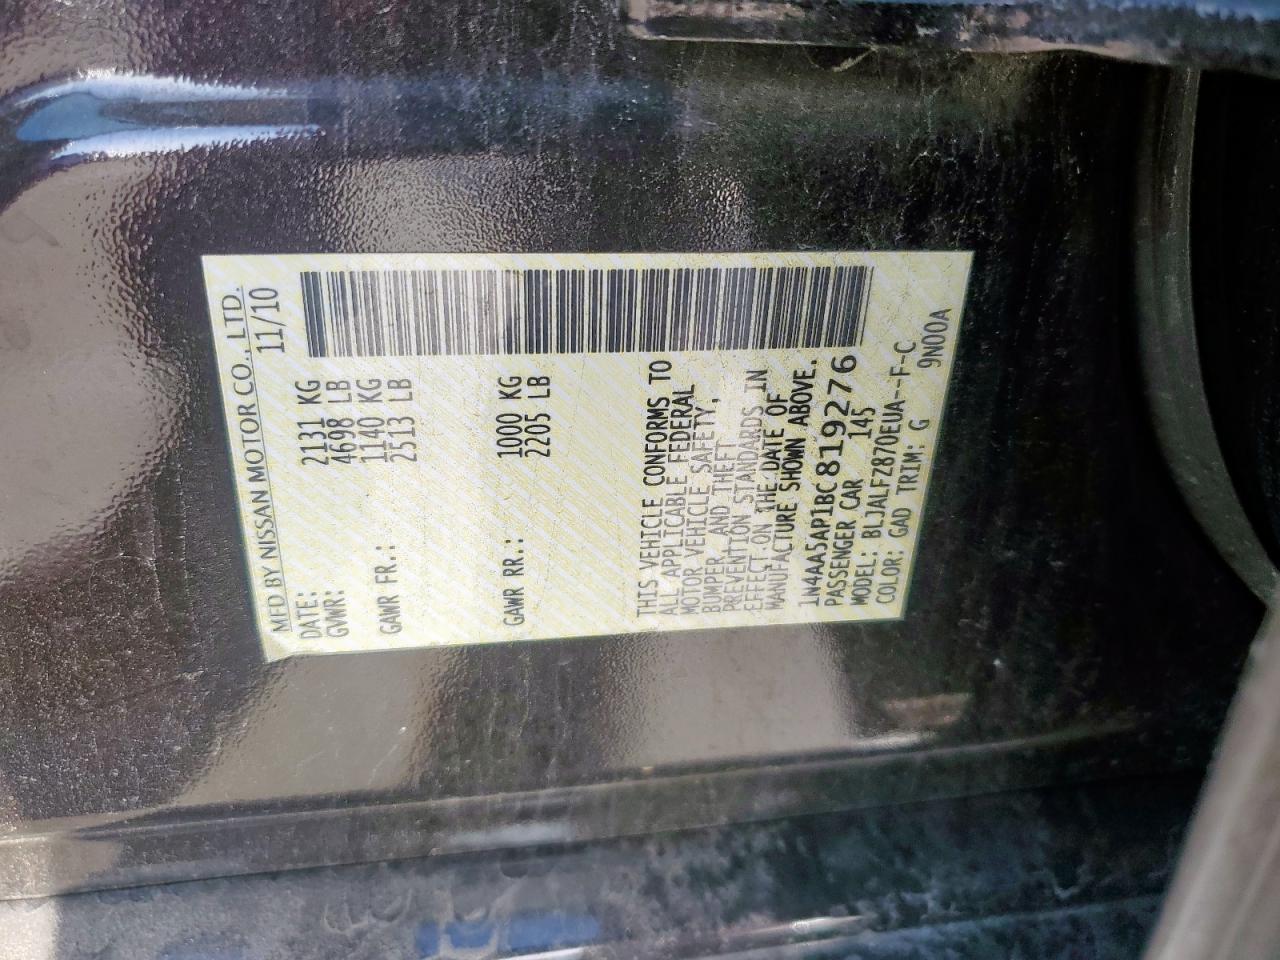 MFD BY NISSAN MOTOR CO., LTD.
DATE: 11/10
GVWR: 2131 KG
4698 LB
GAWR FR.: 1140 KG
2513 LB
GAWR RR.: 1000 KG
2205 LB
THIS VEHICLE CONFORMS TO
ALL APPLICABLE FEDERAL
MOTOR VEHICLE SAFETY,
BUMPER, AND THEFT
PREVENTION STANDARDS IN
EFFECT ON THE DATE OF
MANUFACTURE SHOWN ABOVE.
1N4AA5AP1BC819276
PASSENGER CAR 145
MODEL: BLJALFZ870EUA--F-C
COLOR: GAD TRIM: G 9N00A